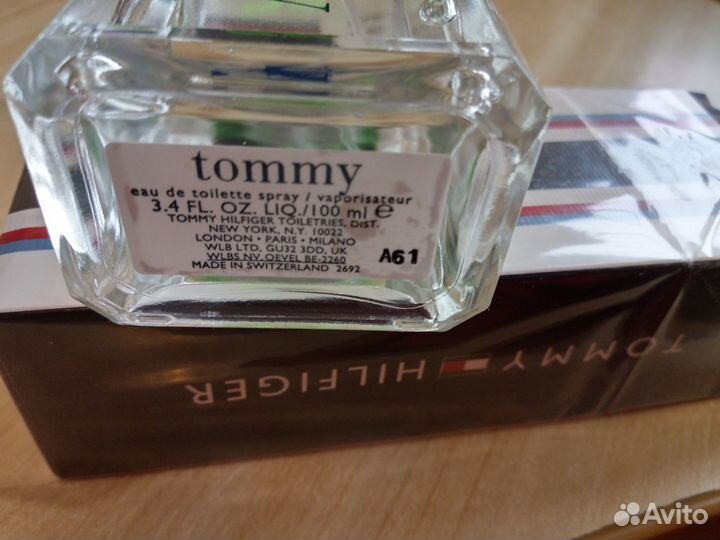 tommy
eau de toilette spray / vaporisateur
3.4 FL. OZ. LIQ./100 ml ℮
TOMMY HILFIGER TOILETRIES, DIST.
NEW YORK, N.Y. 10022
LONDON • PARIS • MILANO
WLB LTD, GU32 3DD, UK
WLBS NV. OEVEL BE-2260
MADE IN SWITZERLAND 2692
A61
TOMMY HILFIGER
Avito